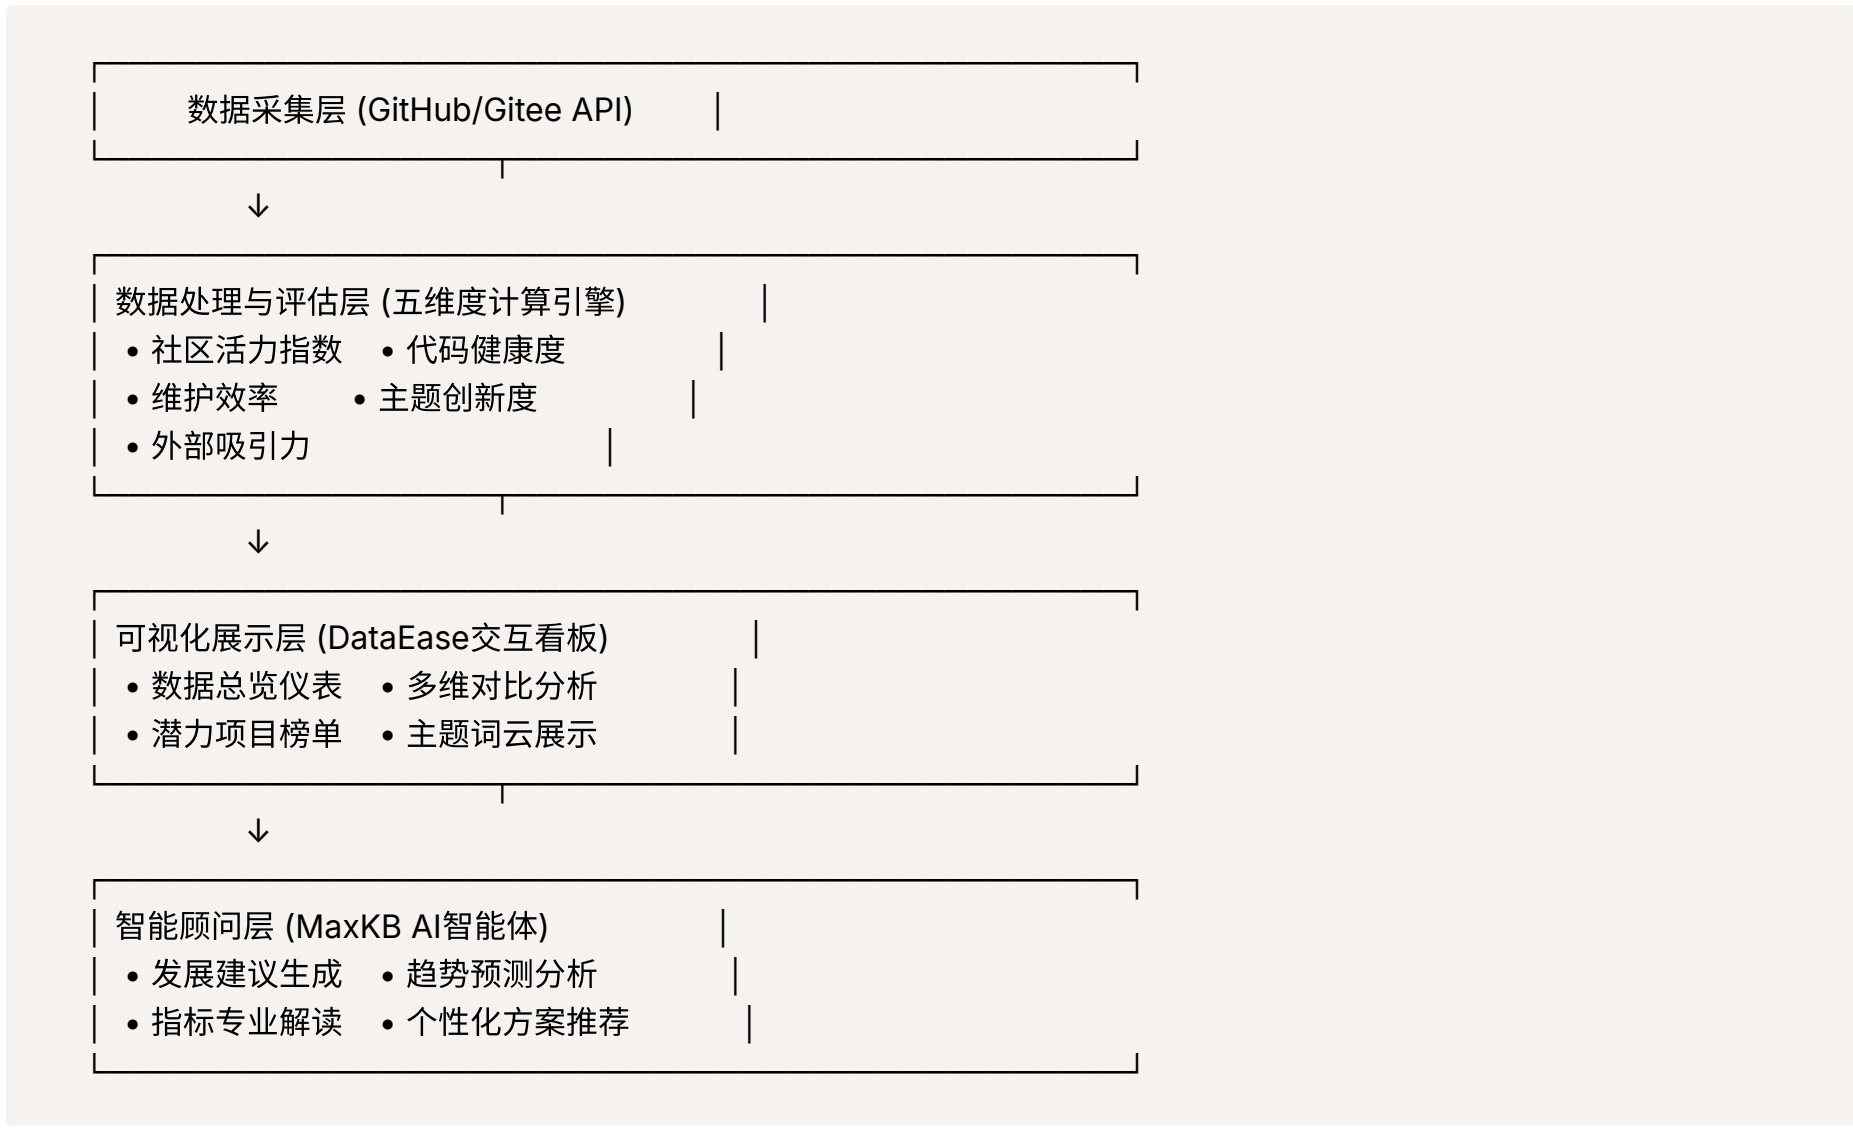 数据采集层 (GitHub/Gitee API)
↓
数据处理与评估层 (五维度计算引擎)
• 社区活力指数 • 代码健康度
• 维护效率 • 主题创新度
• 外部吸引力
↓
可视化展示层 (DataEase交互看板)
• 数据总览仪表 • 多维对比分析
• 潜力项目榜单 • 主题词云展示
↓
智能顾问层 (MaxKB AI智能体)
• 发展建议生成 • 趋势预测分析
• 指标专业解读 • 个性化方案推荐